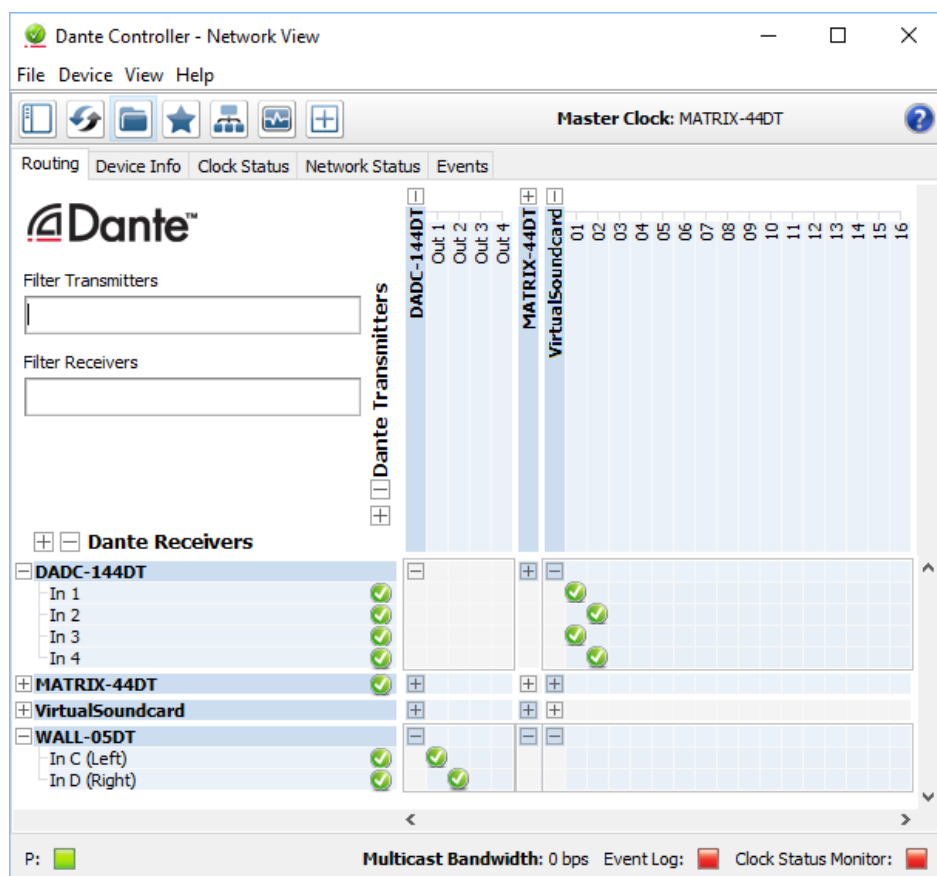 Dante Controller - Network View
File Device View Help
Master Clock: MATRIX-44DT
Routing Device Info Clock Status Network Status Events
Dante™
Filter Transmitters
Filter Receivers
Dante Transmitters
DADC-144DT
Out 1
Out 2
Out 3
Out 4
MATRIX-44DT
VirtualSoundcard
01
02
03
04
05
06
07
08
09
10
11
12
13
14
15
16
Dante Receivers
DADC-144DT
In 1
In 2
In 3
In 4
MATRIX-44DT
VirtualSoundcard
WALL-05DT
In C (Left)
In D (Right)
P: Multicast Bandwidth: 0 bps Event Log: Clock Status Monitor: